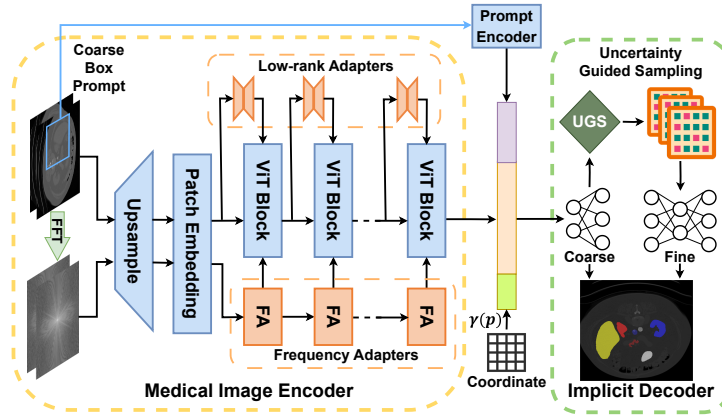 Coarse
Box
Prompt
FFT
Upsample
Patch Embedding
Low-rank Adapters
ViT Block
ViT Block
ViT Block
FA
FA
FA
Frequency Adapters
Medical Image Encoder
Prompt
Encoder
γ(p)
Coordinate
Uncertainty
Guided Sampling
UGS
Coarse
Fine
Implicit Decoder